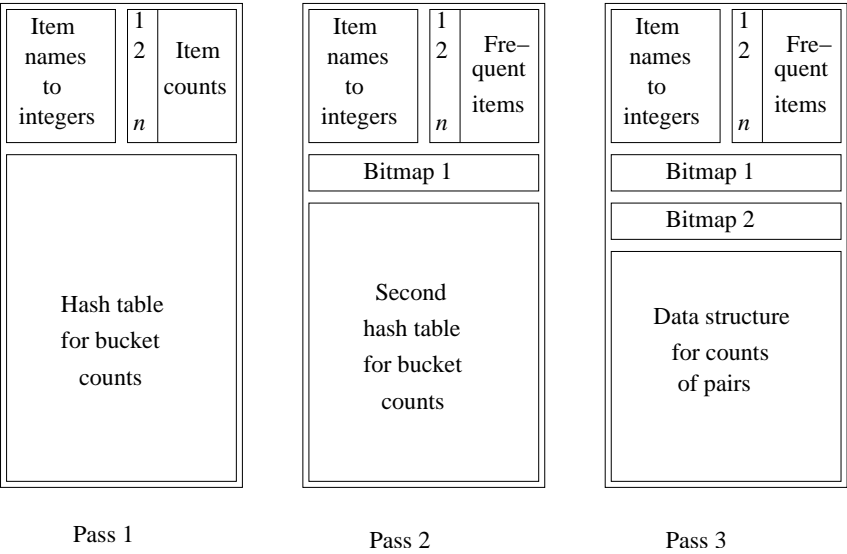 Item
names
to
integers
1
2
n
Item
counts
Hash table
for bucket
counts
Pass 1
Item
names
to
integers
1
2
n
Fre–
quent
items
Bitmap 1
Second
hash table
for bucket
counts
Pass 2
Item
names
to
integers
1
2
n
Fre–
quent
items
Bitmap 1
Bitmap 2
Data structure
for counts
of pairs
Pass 3